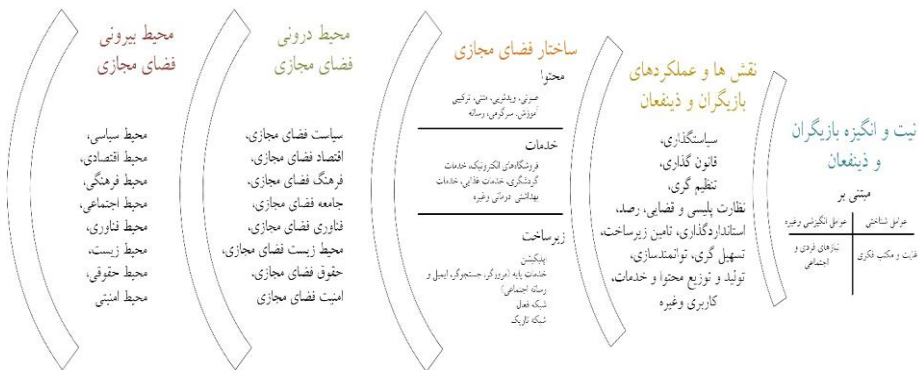 نیت و انگیزه بازیگران
و ذینفعان
مبتنی بر
عوامل شناختی
عوامل انگیزشی وغیره
غایت و مکتب فکری
نیازهای فردی و
اجتماعی
نقش ها و عملکردهای
بازیگران و ذینفعان
سیاستگذاری،
قانون گذاری،
تنظیم گری،
نظارت پلیسی و قضایی، رصد،
استانداردگذاری، تامین زیرساخت،
تسهیل گری، توانمندسازی،
تولید و توزیع محتوا و خدمات،
کاربری وغیره
ساختار فضای مجازی
محتوا
صوتی، ویدئویی، متنی، ترکیبی
آموزش، سرگرمی، رسانه
خدمات
فروشگاههای الکترونیک، خدمات
گردشگری، خدمات غذایی، خدمات
بهداشتی درمانی وغیره
زیرساخت
اپلیکیشن
خدمات پایه (مرورگر، جستجوگر، ایمیل و
رسانه اجتماعی)
شبکه فعال
شبکه تاریک
محیط درونی
فضای مجازی
سیاست فضای مجازی،
اقتصاد فضای مجازی،
فرهنگ فضای مجازی،
جامعه فضای مجازی،
فناوری فضای مجازی،
محیط زیست فضای مجازی،
حقوق فضای مجازی،
امنیت فضای مجازی
محیط بیرونی
فضای مجازی
محیط سیاسی،
محیط اقتصادی،
محیط فرهنگی،
محیط اجتماعی،
محیط فناوری،
محیط زیست،
محیط حقوقی،
محیط امنیتی